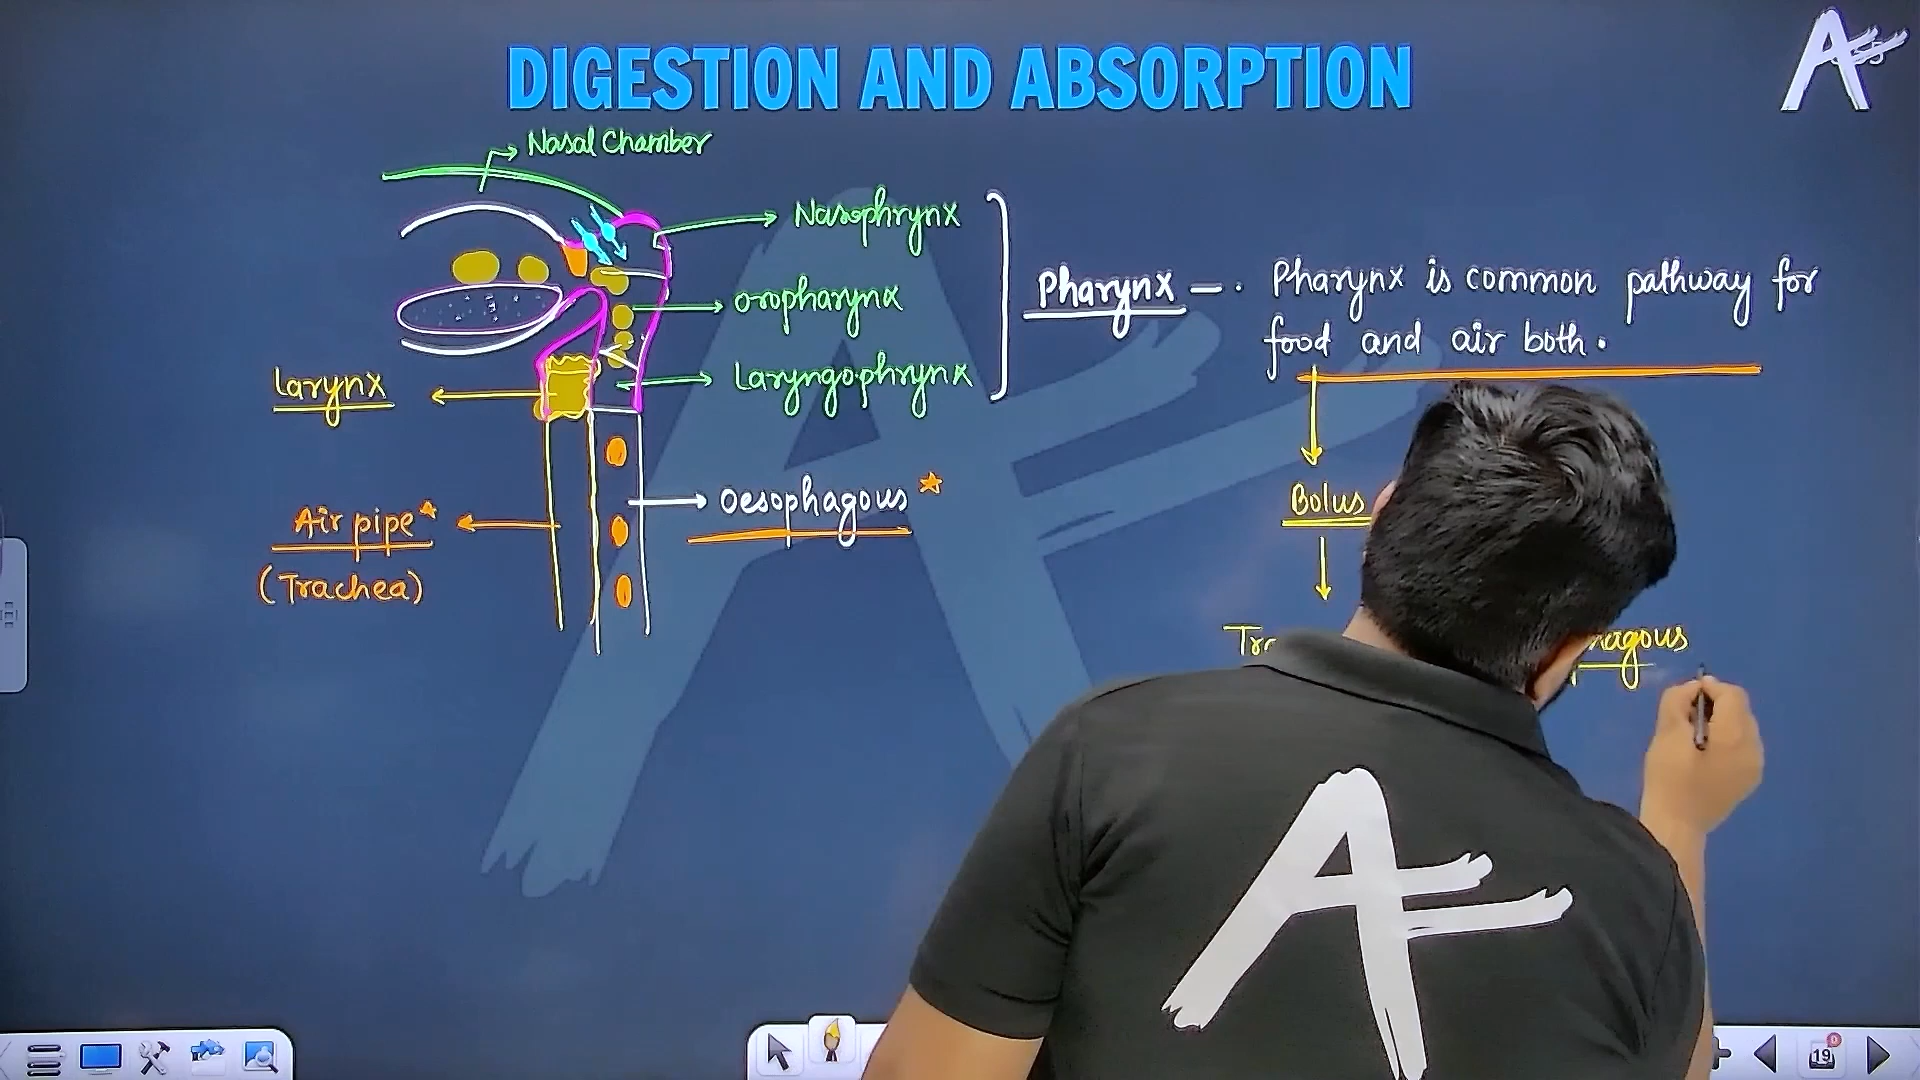 DIGESTION AND ABSORPTION
Nasal Chamber
Nasophrynx
oropharynx
Laryngophrynx
Larynx
Pharynx - . Pharynx is common pathway for
food and air both.
Oesophagous
Air pipe
(Trachea)
Bolus
19